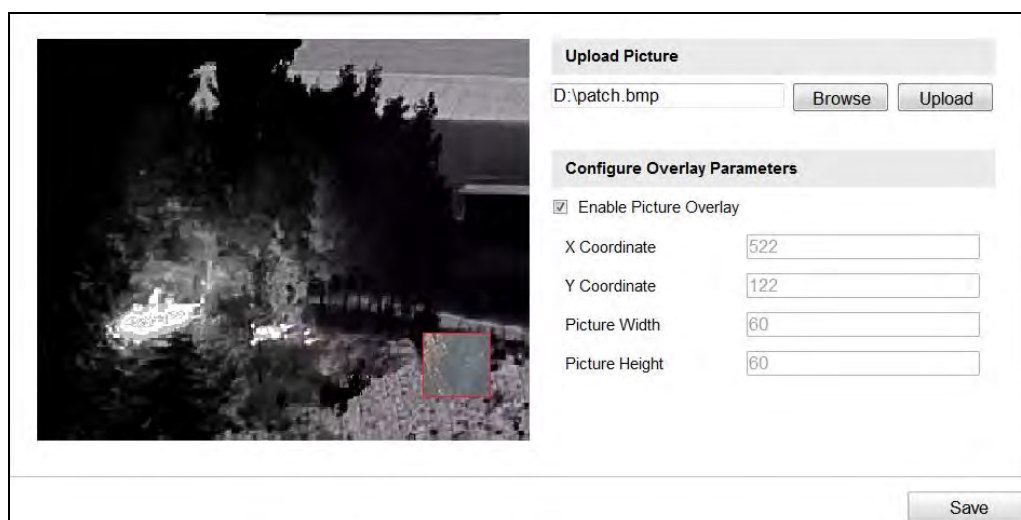 Upload Picture
D:\patch.bmp Browse Upload
Configure Overlay Parameters
Enable Picture Overlay
X Coordinate 522
Y Coordinate 122
Picture Width 60
Picture Height 60
Save